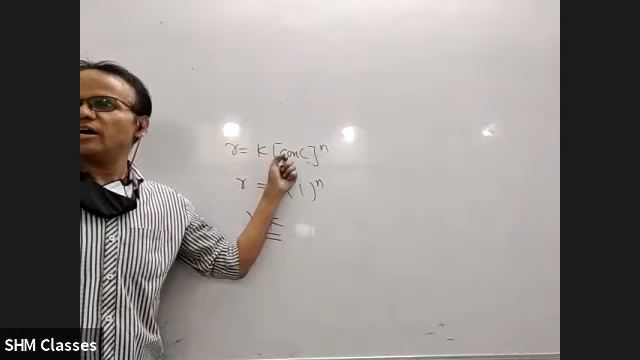 r = K [conc]ⁿ
r = (1)ⁿ
SHM Classes